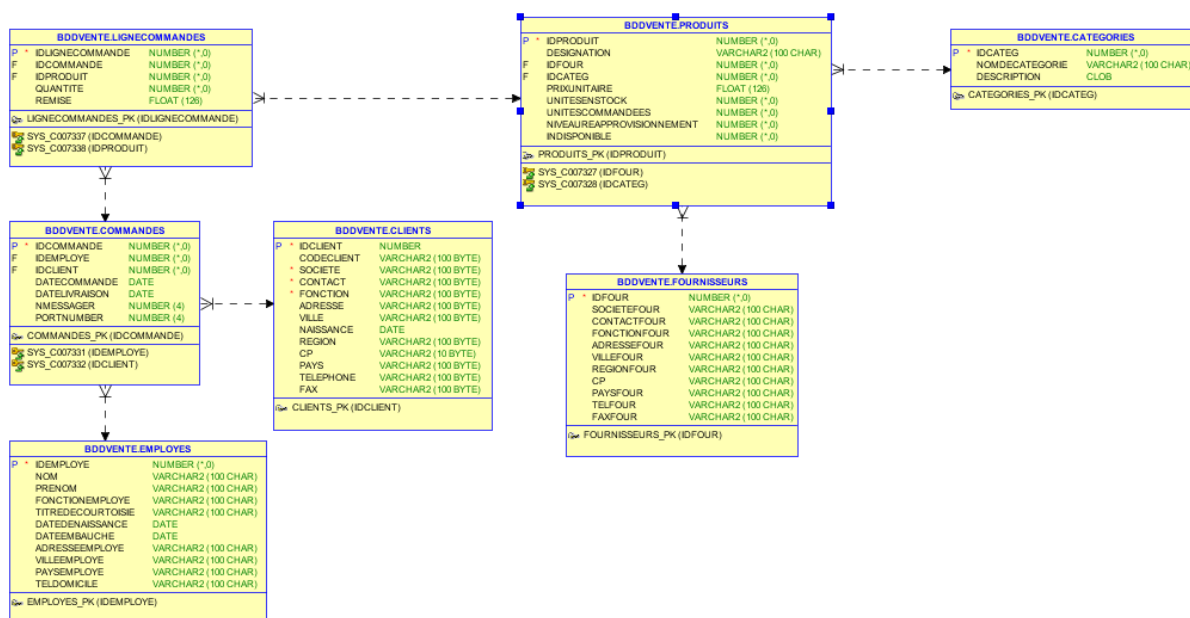 BDDVENTE.LIGNECOMMANDES
P * IDLIGNECOMMANDE NUMBER (*,0)
F IDCOMMANDE NUMBER (*,0)
F IDPRODUIT NUMBER (*,0)
QUANTITE NUMBER (*,0)
REMISE FLOAT (126)
LIGNECOMMANDES_PK (IDLIGNECOMMANDE)
SYS_C007337 (IDCOMMANDE)
SYS_C007338 (IDPRODUIT)
BDDVENTE.PRODUITS
P * IDPRODUIT NUMBER (*,0)
DESIGNATION VARCHAR2 (100 CHAR)
F IDFOUR NUMBER (*,0)
F IDCATEG NUMBER (*,0)
PRIXUNITAIRE FLOAT (126)
UNITESENSTOCK NUMBER (*,0)
UNITESCOMMANDEES NUMBER (*,0)
NIVEAUREAPPROVISIONNEMENT NUMBER (*,0)
INDISPONIBLE NUMBER (*,0)
PRODUITS_PK (IDPRODUIT)
SYS_C007327 (IDFOUR)
SYS_C007328 (IDCATEG)
BDDVENTE.CATEGORIES
P * IDCATEG NUMBER (*,0)
NOMDECATEGORIE VARCHAR2 (100 CHAR)
DESCRIPTION CLOB
CATEGORIES_PK (IDCATEG)
BDDVENTE.COMMANDES
P * IDCOMMANDE NUMBER (*,0)
F IDEMPLOYE NUMBER (*,0)
F IDCLIENT NUMBER (*,0)
DATECOMMANDE DATE
DATELIVRAISON DATE
NMESSAGER NUMBER (4)
PORTNUMBER NUMBER (4)
COMMANDES_PK (IDCOMMANDE)
SYS_C007331 (IDEMPLOYE)
SYS_C007332 (IDCLIENT)
BDDVENTE.CLIENTS
P * IDCLIENT NUMBER
CODECLIENT VARCHAR2 (100 BYTE)
* SOCIETE VARCHAR2 (100 BYTE)
* CONTACT VARCHAR2 (100 BYTE)
* FONCTION VARCHAR2 (100 BYTE)
ADRESSE VARCHAR2 (100 BYTE)
VILLE VARCHAR2 (100 BYTE)
NAISSANCE DATE
REGION VARCHAR2 (100 BYTE)
CP VARCHAR2 (10 BYTE)
PAYS VARCHAR2 (100 BYTE)
TELEPHONE VARCHAR2 (100 BYTE)
FAX VARCHAR2 (100 BYTE)
CLIENTS_PK (IDCLIENT)
BDDVENTE.FOURNISSEURS
P * IDFOUR NUMBER (*,0)
SOCIETEFOUR VARCHAR2 (100 CHAR)
CONTACTFOUR VARCHAR2 (100 CHAR)
FONCTIONFOUR VARCHAR2 (100 CHAR)
ADRESSEFOUR VARCHAR2 (100 CHAR)
VILLEFOUR VARCHAR2 (100 CHAR)
REGIONFOUR VARCHAR2 (100 CHAR)
CP VARCHAR2 (100 CHAR)
PAYSFOUR VARCHAR2 (100 CHAR)
TELFOUR VARCHAR2 (100 CHAR)
FAXFOUR VARCHAR2 (100 CHAR)
FOURNISSEURS_PK (IDFOUR)
BDDVENTE.EMPLOYES
P * IDEMPLOYE NUMBER (*,0)
NOM VARCHAR2 (100 CHAR)
PRENOM VARCHAR2 (100 CHAR)
FONCTIONEMPLOYE VARCHAR2 (100 CHAR)
TITREDECOURTOISIE VARCHAR2 (100 CHAR)
DATEDENAISSANCE DATE
DATEEMBAUCHE DATE
ADRESSEEMPLOYE VARCHAR2 (100 CHAR)
VILLEEMPLOYE VARCHAR2 (100 CHAR)
PAYSEMPLOYE VARCHAR2 (100 CHAR)
TELDOMICILE VARCHAR2 (100 CHAR)
EMPLOYES_PK (IDEMPLOYE)